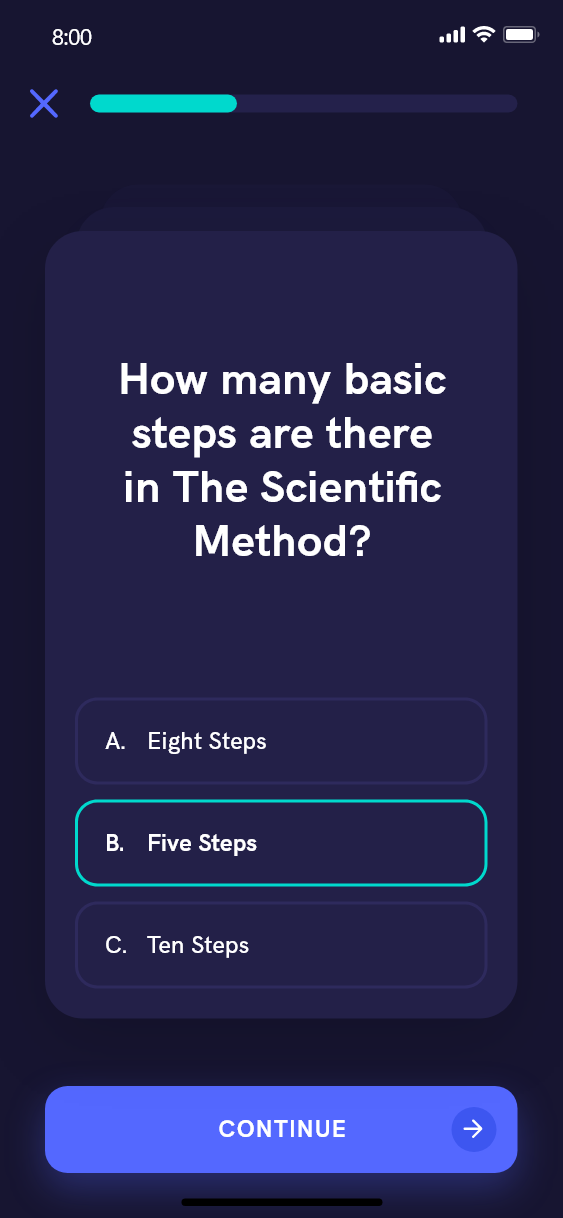 8:00
How many basic
steps are there
in The Scientific
Method?
A. Eight Steps
B. Five Steps
C. Ten Steps
CONTINUE